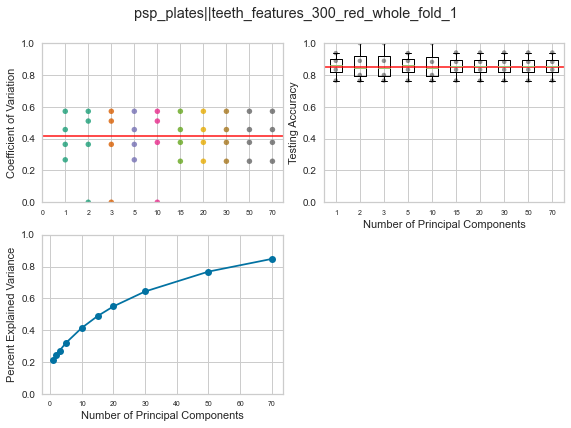 psp_plates||teeth_features_300_red_whole_fold_1
1.0
0.8
0.6
0.4
0.2
0.0
Coefficient of Variation
0 1 2 3 5 10 15 20 30 50 70
1.0
0.8
0.6
0.4
0.2
0.0
Testing Accuracy
1 2 3 5 10 15 20 30 50 70
Number of Principal Components
1.0
0.8
0.6
0.4
0.2
0.0
Percent Explained Variance
0 10 20 30 40 50 60 70
Number of Principal Components